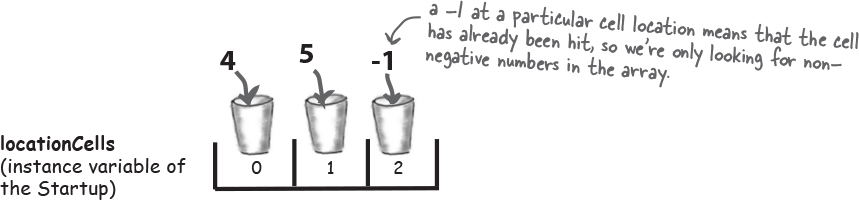 a –1 at a particular cell location means that the cell
has already been hit, so we're only looking for non-
negative numbers in the array.
4 5 -1
locationCells
(instance variable of
the Startup)
0 1 2